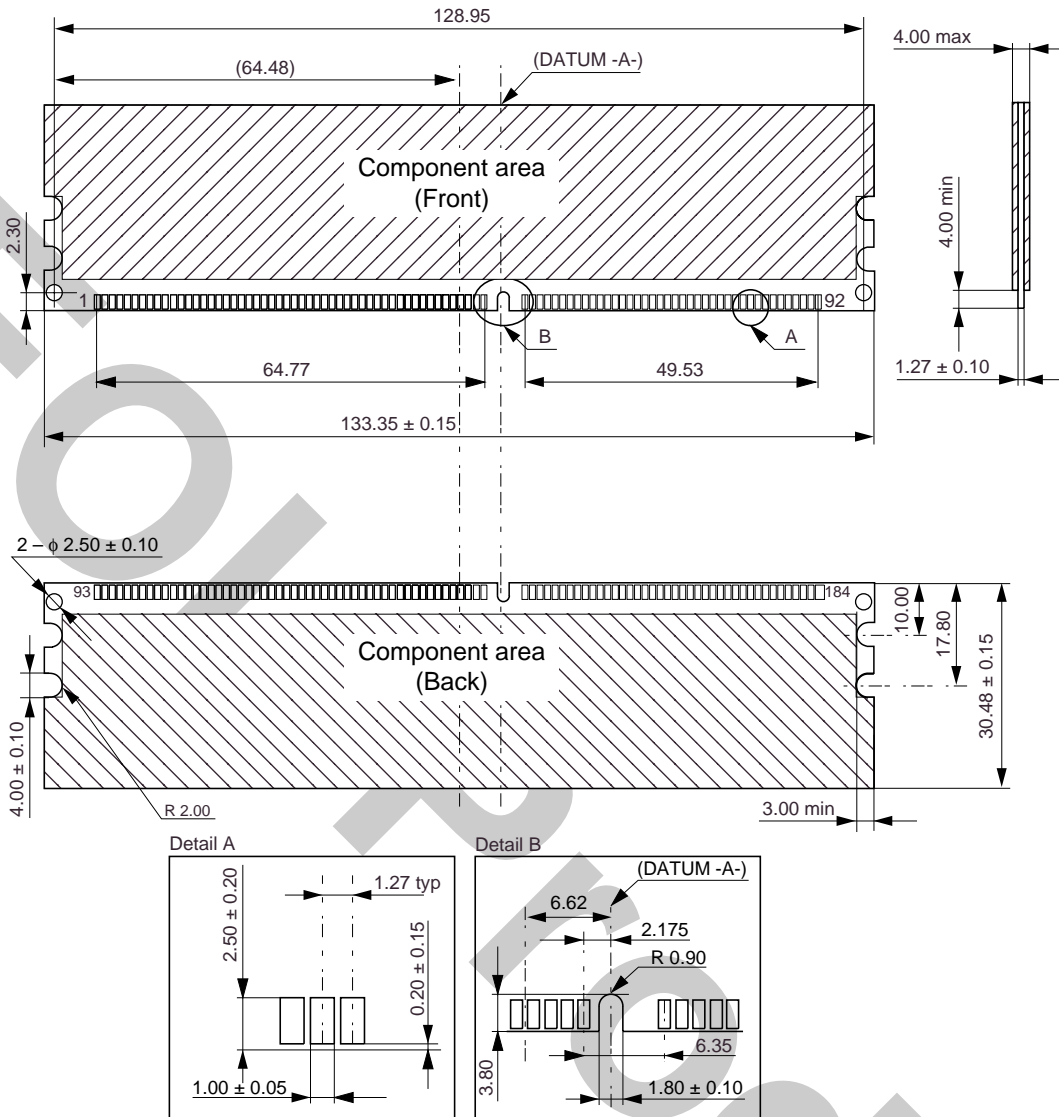 128.95
4.00 max
(64.48)
(DATUM -A-)
Component area
(Front)
2.30
4.00 min
1
92
B
A
64.77
49.53
1.27 ± 0.10
133.35 ± 0.15
2 – ϕ 2.50 ± 0.10
93
184
10.00
17.80
30.48 ± 0.15
Component area
(Back)
4.00 ± 0.10
R 2.00
3.00 min
Detail A
Detail B
1.27 typ
2.50 ± 0.20
0.20 ± 0.15
1.00 ± 0.05
(DATUM -A-)
6.62
2.175
R 0.90
3.80
6.35
1.80 ± 0.10